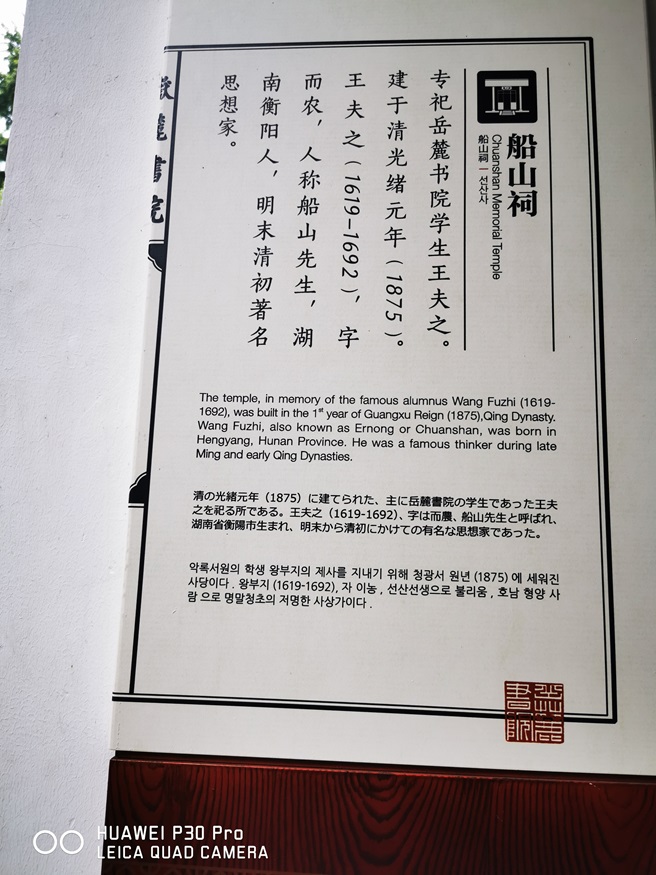 嶽麓書院
船山祠
Chuanshan Memorial Temple
船山祠 | 선산사
专祀岳麓书院学生王夫之。
建于清光绪元年（1875）。
王夫之（1619-1692），字
而农，人称船山先生，湖
南衡阳人，明末清初著名
思想家。
The temple, in memory of the famous alumnus Wang Fuzhi (1619-
1692), was built in the 1st year of Guangxu Reign (1875),Qing Dynasty.
Wang Fuzhi, also known as Ernong or Chuanshan, was born in
Hengyang, Hunan Province. He was a famous thinker during late
Ming and early Qing Dynasties.
清の光緒元年（1875）に建てられた、主に岳麓書院の学生であった王夫
之を祀る所である。王夫之（1619-1692）、字は而農、船山先生と呼ばれ、
湖南省衡陽市生まれ、明末から清初にかけての有名な思想家であった。
악록서원의 학생 왕부지의 제사를 지내기 위해 청광서 원년 (1875) 에 세워진
사당이다 . 왕부지 (1619-1692), 자 이농 , 선산선생으로 불리움 , 호남 형양 사
람 으로 명말청초의 저명한 사상가이다 .
岳麓
書院
HUAWEI P30 Pro
LEICA QUAD CAMERA